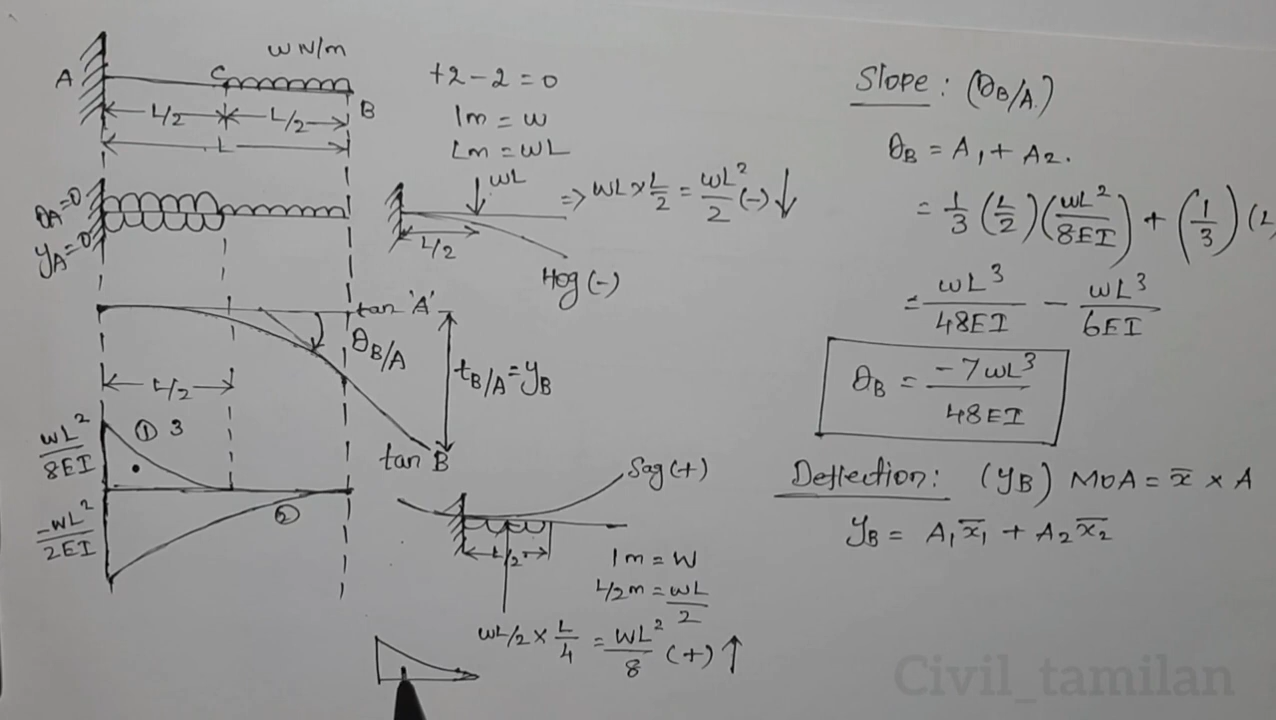 w N/m
A
C
B
L/2
L/2
L
θA=0
yA=0
+2-2=0
1m = w
Lm = wL
wL
L/2
⇒ wL × L/2 = wL²/2 (-) ↓
Hog (-)
tan 'A'
θB/A
tB/A = yB
L/2
wL²/8EI
① 3
-wL²/2EI
②
tan B
Sag (+)
L/2
1m = w
L/2 m = wL/2
wL/2 × L/4 = wL²/8 (+) ↑
Slope : (θB/A)
θB = A1 + A2.
= 1/3 (L/2) (wL²/8EI) + (1/3) (L
= wL³/48EI - wL³/6EI
θB = -7wL³/48EI
Deflection: (yB) MOA = x̄ × A
yB = A1x̄1 + A2x̄2
Civil_tamilan